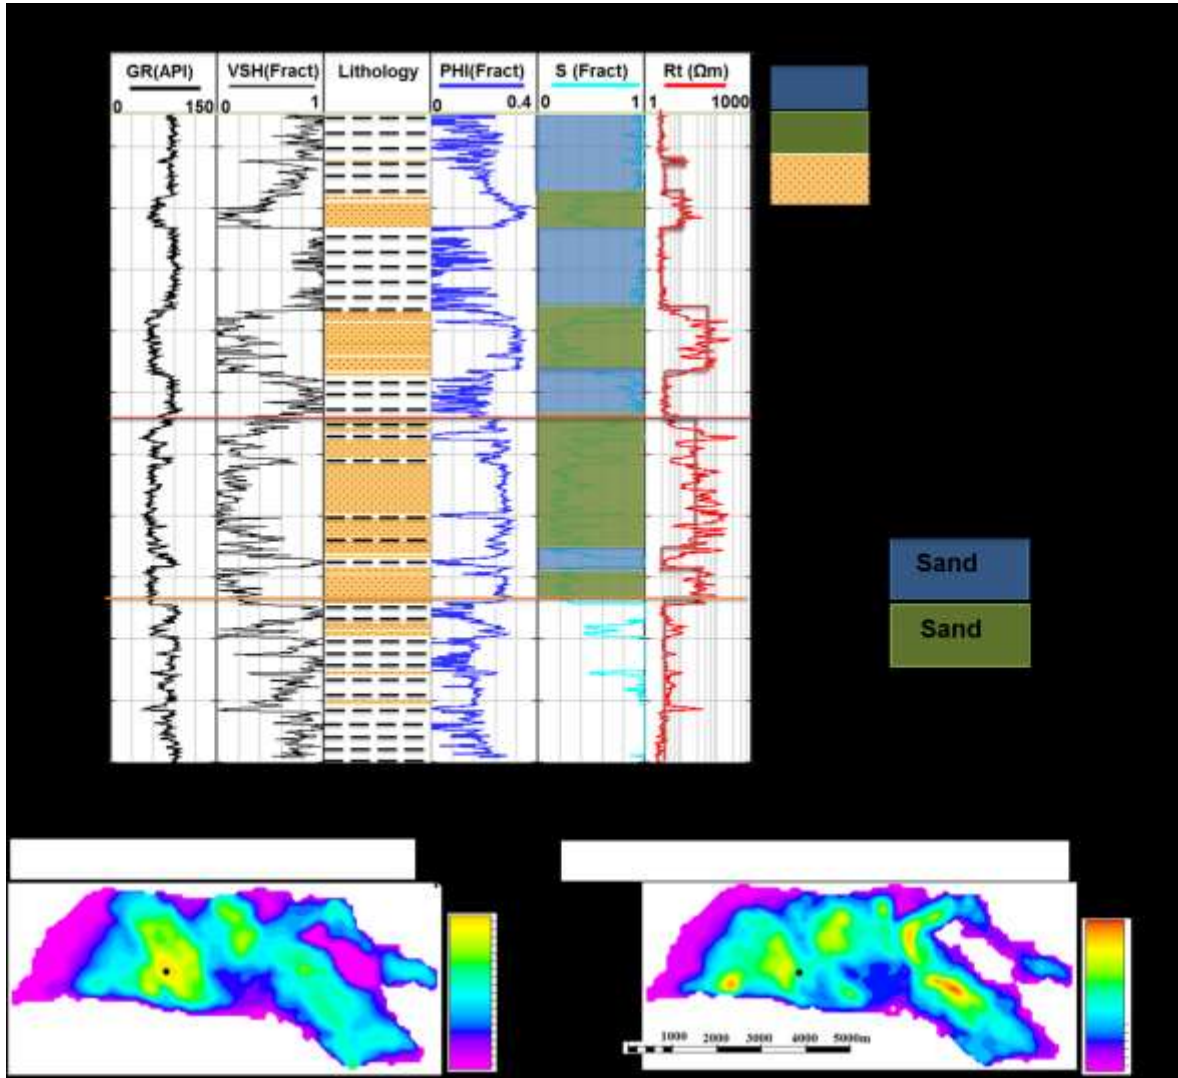 GR(API) VSH(Fract) Lithology PHI(Fract) S (Fract) Rt (Ωm)
0 150 0 1 0 0.4 0 1 1 1000
Sand
Sand
1000 2000 3000 4000 5000m